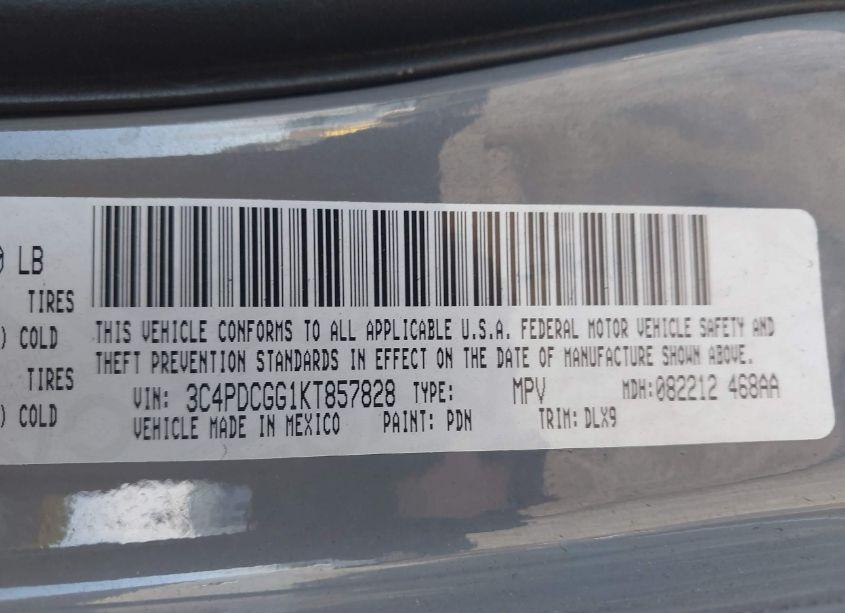 LB
TIRES
) COLD
TIRES
) COLD
THIS VEHICLE CONFORMS TO ALL APPLICABLE U.S.A. FEDERAL MOTOR VEHICLE SAFETY AND
THEFT PREVENTION STANDARDS IN EFFECT ON THE DATE OF MANUFACTURE SHOWN ABOVE.
VIN: 3C4PDCGG1KT857828 TYPE: MPV MDH:082212 468AA
VEHICLE MADE IN MEXICO PAINT: PDN TRIM: DLX9